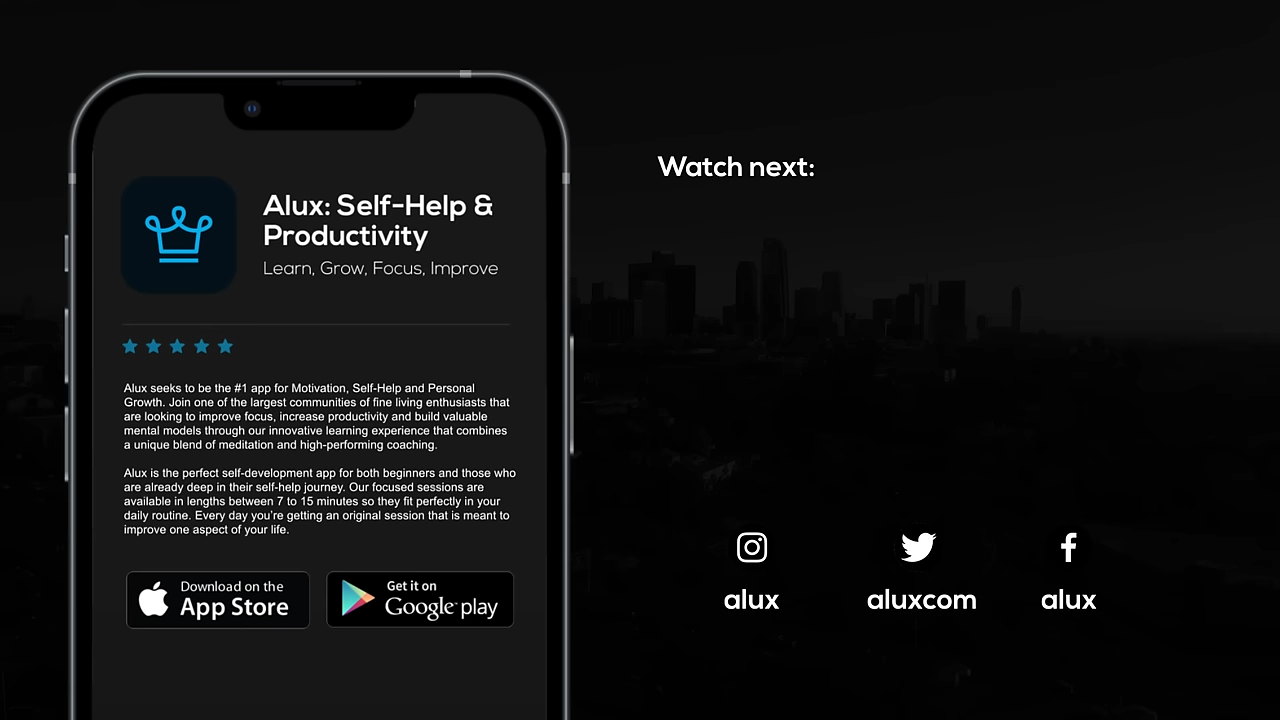 Alux: Self-Help &
Productivity
Learn, Grow, Focus, Improve
Alux seeks to be the #1 app for Motivation, Self-Help and Personal
Growth. Join one of the largest communities of fine living enthusiasts that
are looking to improve focus, increase productivity and build valuable
mental models through our innovative learning experience that combines
a unique blend of meditation and high-performing coaching.
Alux is the perfect self-development app for both beginners and those who
are already deep in their self-help journey. Our focused sessions are
available in lengths between 7 to 15 minutes so they fit perfectly in your
daily routine. Every day you're getting an original session that is meant to
improve one aspect of your life.
Download on the
App Store
Get it on
Google play
Watch next:
alux
aluxcom
alux